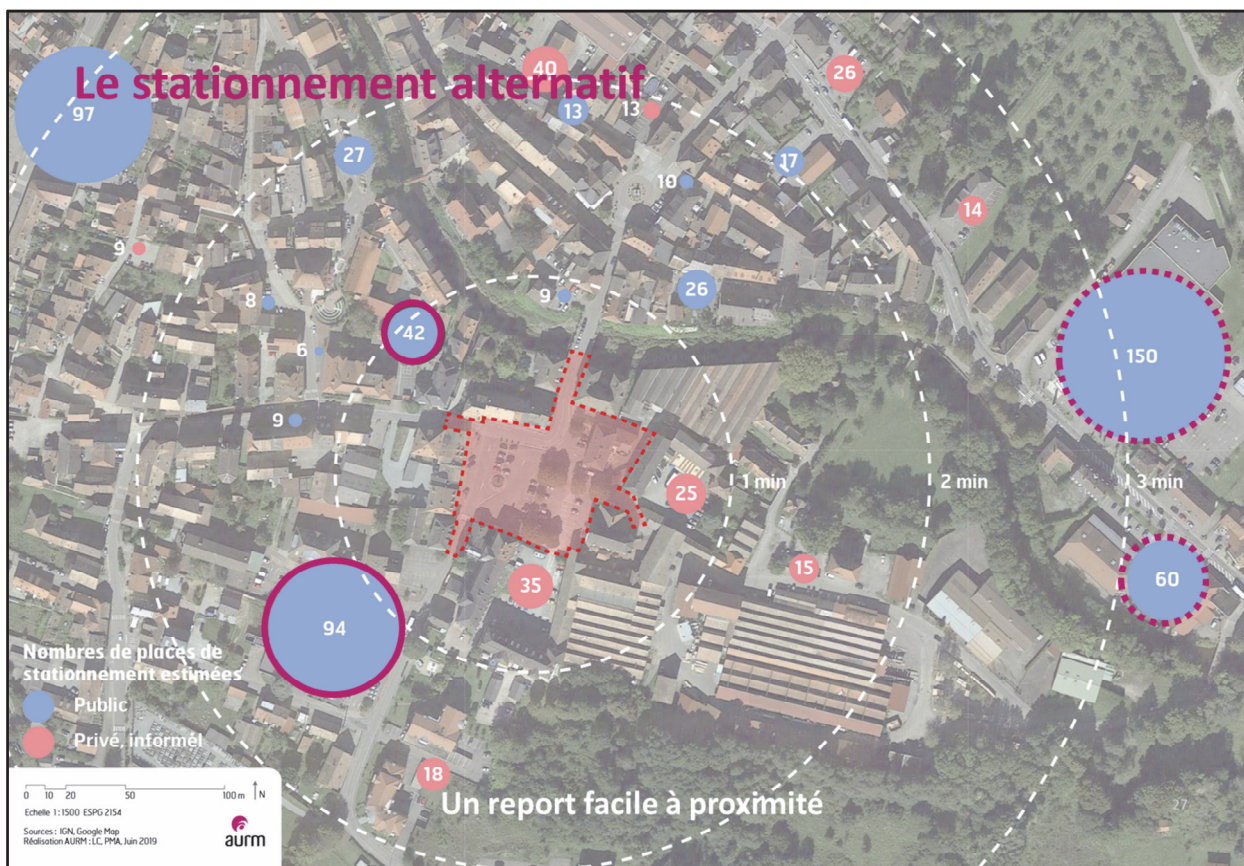 Le stationnement alternatif
40
26
97
13
13
27
17
10
14
9
8
9
26
42
6
150
9
25
1 min
2 min
3 min
35
15
60
94
Nombres de places de
stationnement estimées
Public
Privé, informél
18
Un report facile à proximité
27
0 10 20 50 100 m N
Echelle 1:1500 ESPG 2154
Sources : IGN, Google Map
Réalisation AURM : LC, PMA, Juin 2019
aurm